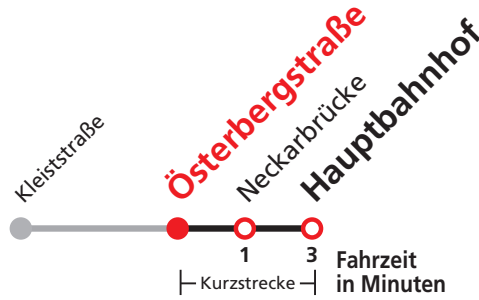 Kleiststraße
Österbergstraße
Neckarbrücke
Hauptbahnhof
1 3
Fahrzeit
in Minuten
Kurzstrecke